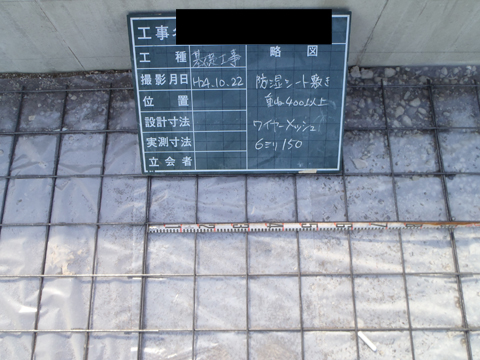 工事
工種 基礎工事 略図
撮影月日 H24.10.22 防湿シート敷き
位置 重ね400以上
設計寸法 ワイヤーメッシュ
実測寸法 6ミリ 150
立会者